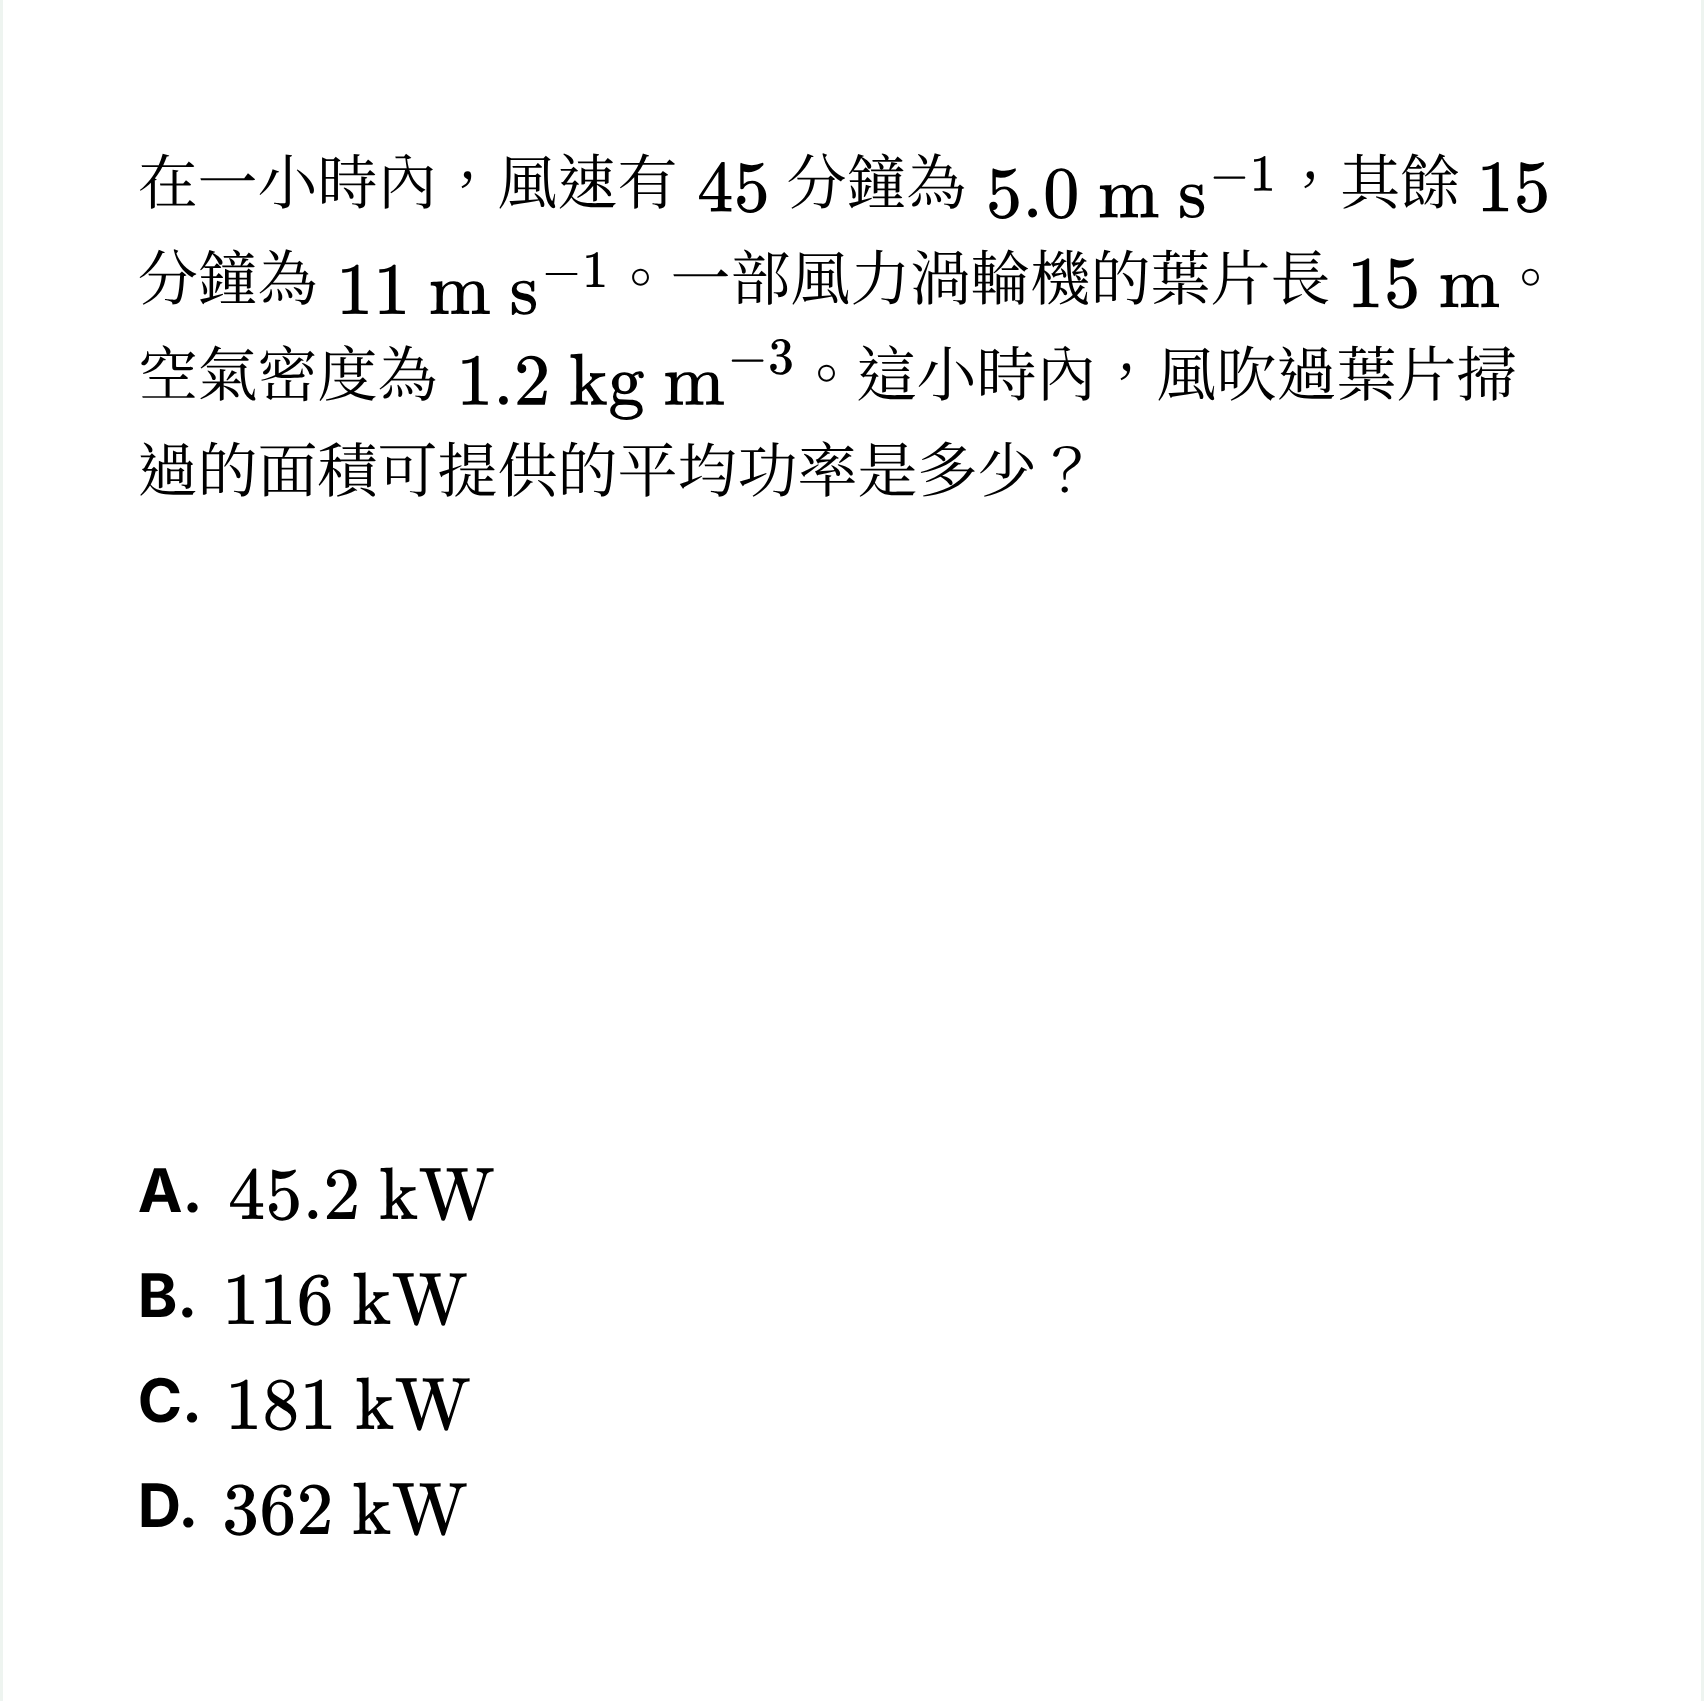 在一小時內，風速有 45 分鐘為 5.0 m s⁻¹，其餘 15
分鐘為 11 m s⁻¹。一部風力渦輪機的葉片長 15 m。
空氣密度為 1.2 kg m⁻³。這小時內，風吹過葉片掃
過的面積可提供的平均功率是多少？
A. 45.2 kW
B. 116 kW
C. 181 kW
D. 362 kW